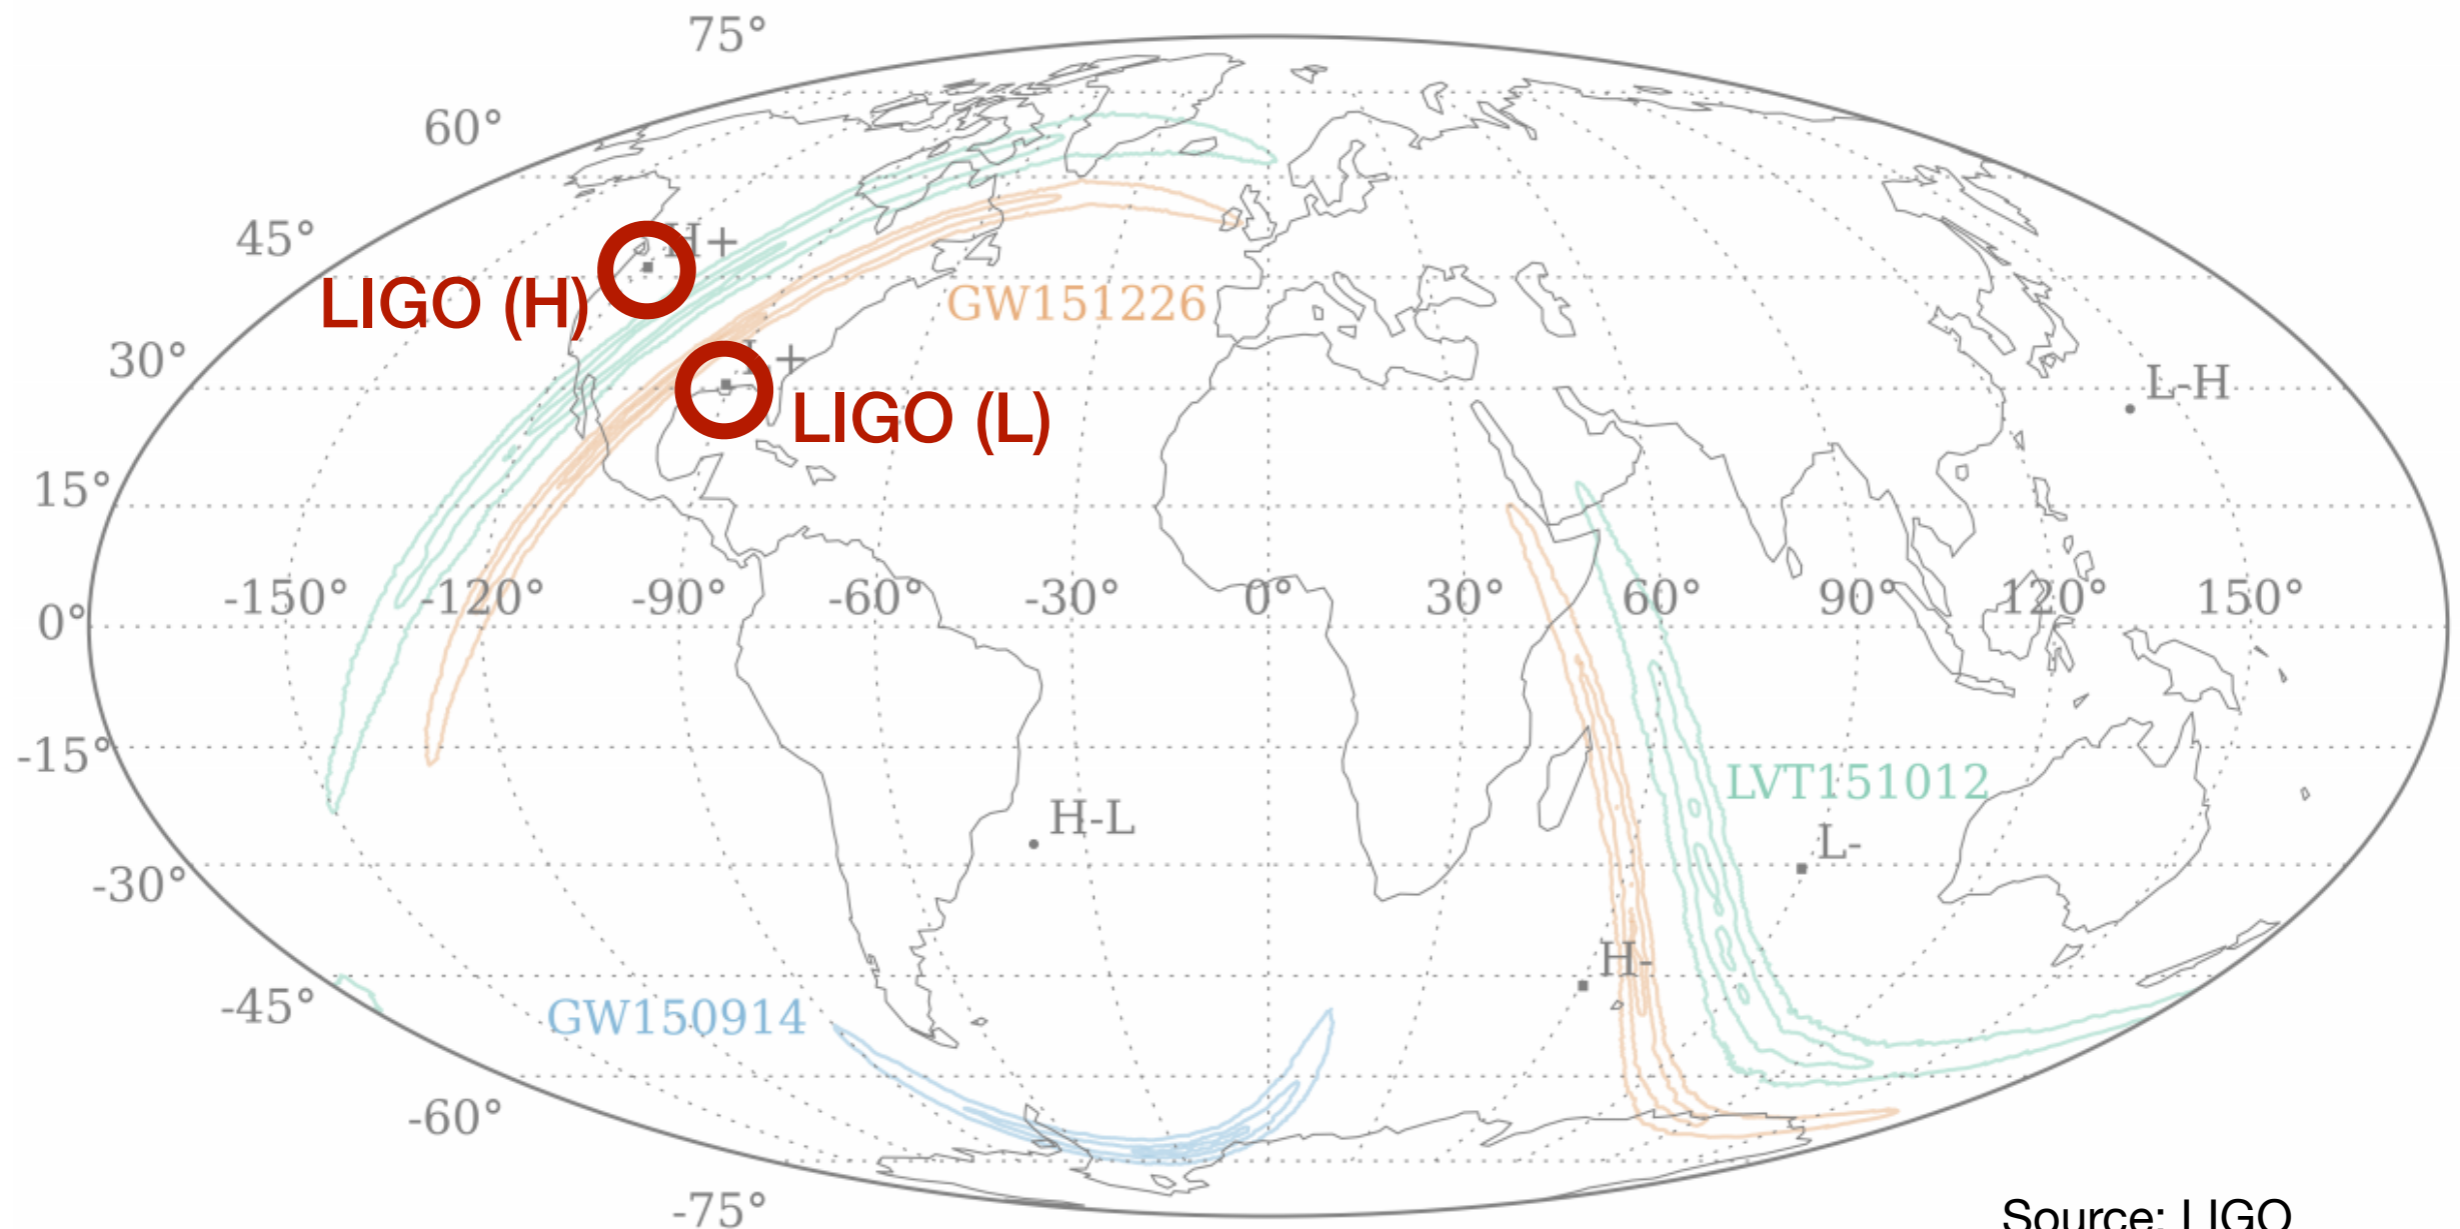 75°
60°
45°
H+
LIGO (H)
GW151226
30°
L+
L-H
LIGO (L)
15°
-150° -120° -90° -60° -30° 0° 30° 60° 90° 120° 150°
0°
-15°
LVT151012
H-L
L-
-30°
H-
-45°
GW150914
-60°
-75°
Source: LIGO